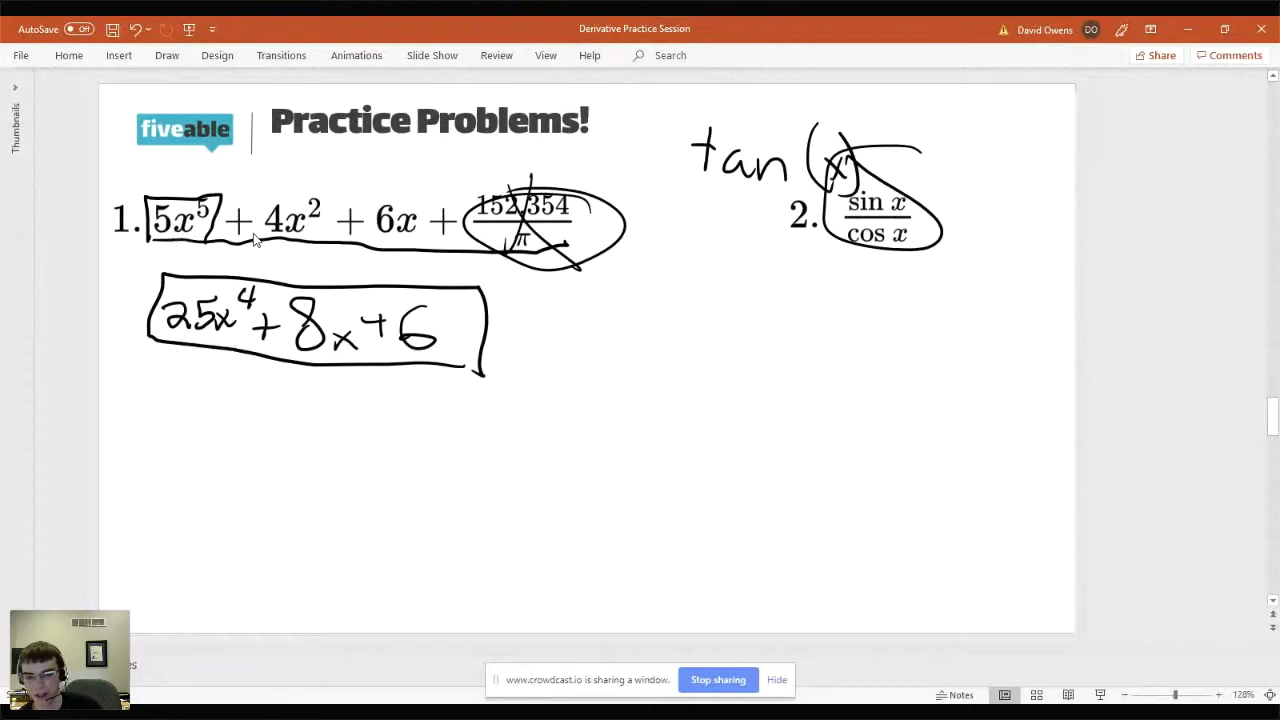 AutoSave Off Derivative Practice Session David Owens DO
File Home Insert Draw Design Transitions Animations Slide Show Review View Help Search Share Comments
Thumbnails
fiveable Practice Problems!
tan (x)
1. 5x^5 + 4x^2 + 6x + 152,354/π
2. sin x/cos x
25x^4 + 8x + 6
es
www.crowdcast.io is sharing a window. Stop sharing Hide
Notes 128%